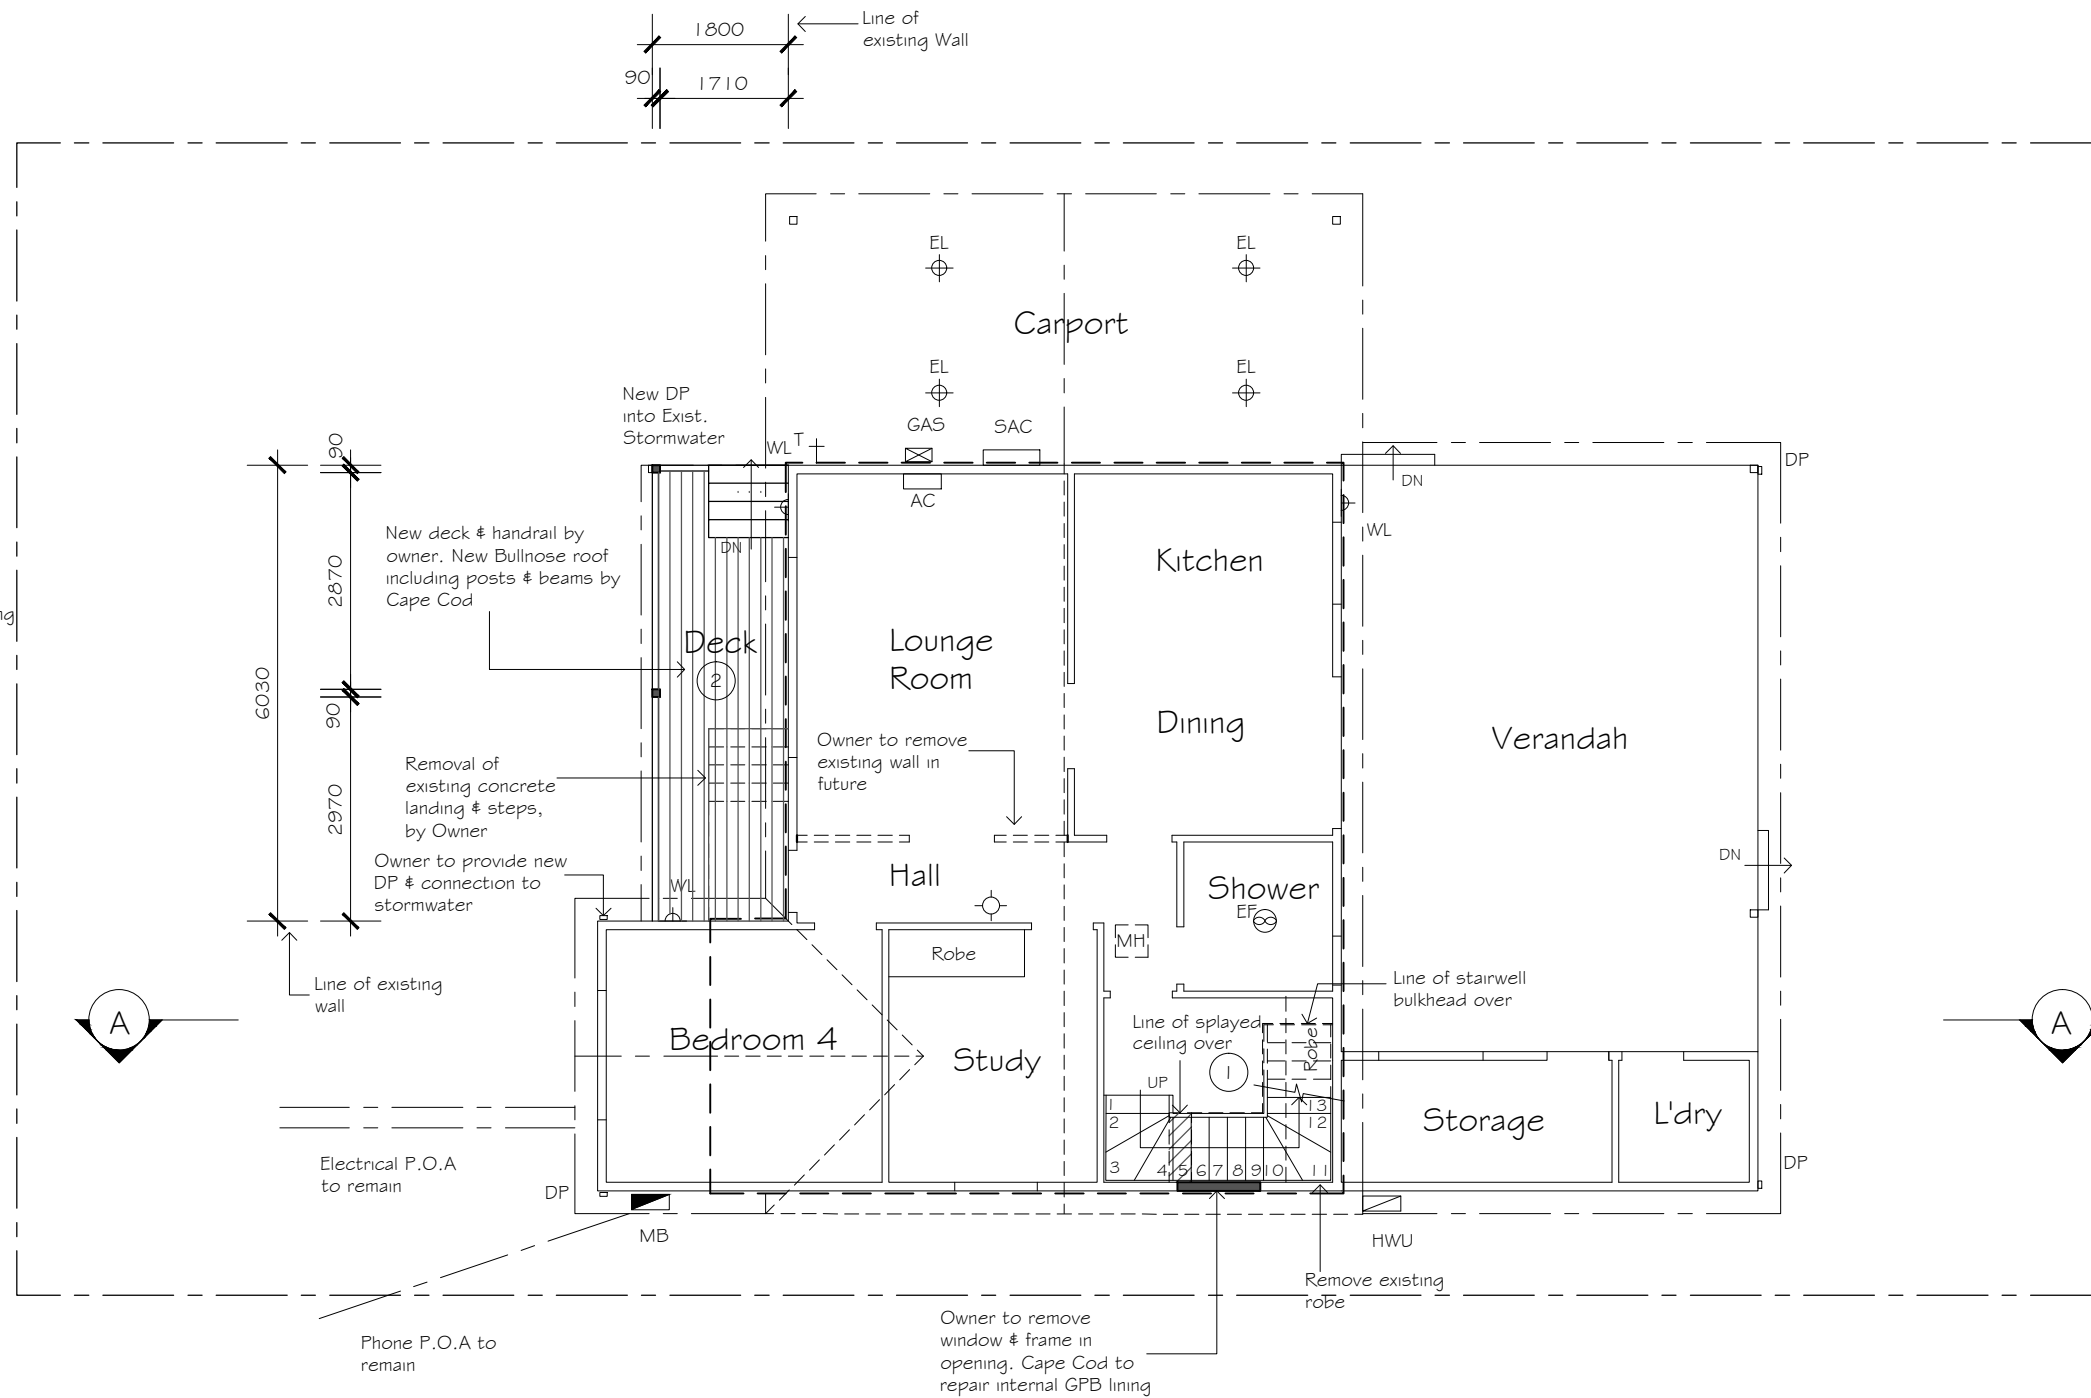 1800
Line of
existing Wall
90
1710
EL
EL
Carport
EL
EL
New DP
into Exist.
Stormwater
GAS
SAC
WL
T
AC
DN
DP
90
2870
6030
90
2970
New deck & handrail by
owner. New Bullnose roof
including posts & beams by
Cape Cod
DN
WL
Kitchen
Deck
2
Lounge
Room
Dining
Verandah
Owner to remove
existing wall in
future
Removal of
existing concrete
landing & steps,
by Owner
Owner to provide new
DP & connection to
stormwater
WL
Hall
Shower
EF
DN
MH
Robe
Line of existing
wall
Line of stairwell
bulkhead over
A
A
Bedroom 4
Study
Line of splayed
ceiling over
1
Robe
UP
Storage
L'dry
1
2
3
4
5
6
7
8
9
10
11
12
13
Electrical P.O.A
to remain
DP
DP
MB
HWU
Remove existing
robe
Phone P.O.A to
remain
Owner to remove
window & frame in
opening. Cape Cod to
repair internal GPB lining